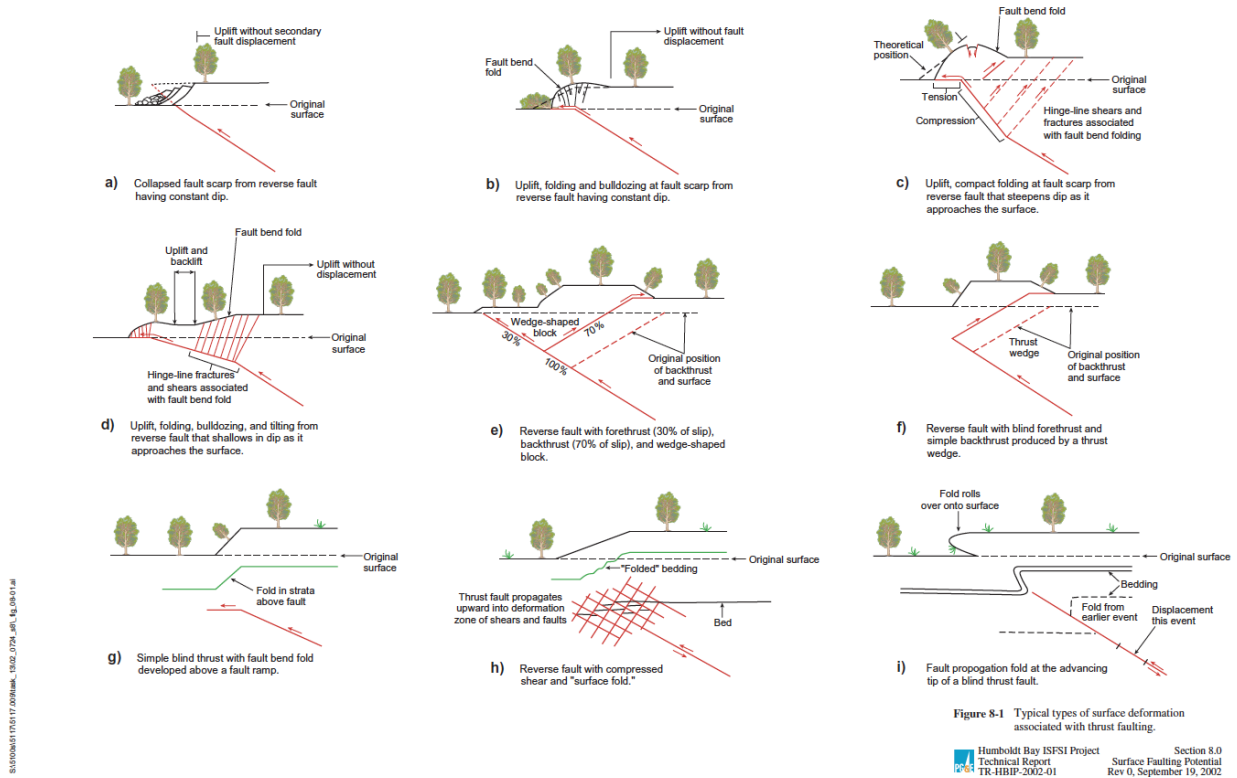 Uplift without secondary
fault displacement
Original
surface
a) Collapsed fault scarp from reverse fault
having constant dip.
Uplift without fault
displacement
Fault bend
fold
Original
surface
b) Uplift, folding and bulldozing at fault scarp from
reverse fault having constant dip.
Fault bend fold
Theoretical
position
Original
surface
Tension
Compression
Hinge-line shears and
fractures associated
with fault bend folding
c) Uplift, compact folding at fault scarp from
reverse fault that steepens dip as it
approaches the surface.
Fault bend fold
Uplift and
backlift
Uplift without
displacement
Original
surface
Hinge-line fractures
and shears associated
with fault bend fold
d) Uplift, folding, bulldozing, and tilting from
reverse fault that shallows in dip as it
approaches the surface.
Wedge-shaped
block
30%
70%
100%
Original position
of backthrust
and surface
e) Reverse fault with forethrust (30% of slip),
backthrust (70% of slip), and wedge-shaped
block.
Thrust
wedge
Original position
of backthrust
and surface
f) Reverse fault with blind forethrust and
simple backthrust produced by a thrust
wedge.
Original
surface
Fold in strata
above fault
g) Simple blind thrust with fault bend fold
developed above a fault ramp.
Original surface
"Folded" bedding
Thrust fault propagates
upward into deformation
zone of shears and faults
Bed
h) Reverse fault with compressed
shear and "surface fold."
Fold rolls
over onto surface
Original surface
Bedding
Fold from
earlier event
Displacement
this event
i) Fault propogation fold at the advancing
tip of a blind thrust fault.
Figure 8-1 Typical types of surface deformation
associated with thrust faulting.
PG&E
Humboldt Bay ISFSI Project
Technical Report
TR-HBIP-2002-01
Section 8.0
Surface Faulting Potential
Rev 0, September 19, 2002